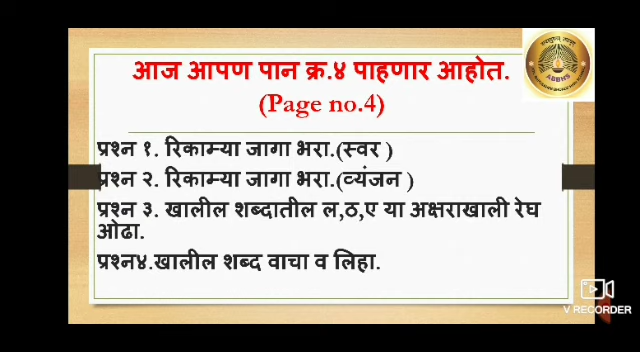 आज आपण पान क्र.४ पाहणार आहोत.
(Page no.4)
प्रश्न १. रिकाम्या जागा भरा.(स्वर )
प्रश्न २. रिकाम्या जागा भरा.(व्यंजन )
प्रश्न ३. खालील शब्दातील ल,ठ,ए या अक्षराखाली रेघ
ओढा.
प्रश्न४.खालील शब्द वाचा व लिहा.
ABBNS
V RECORDER